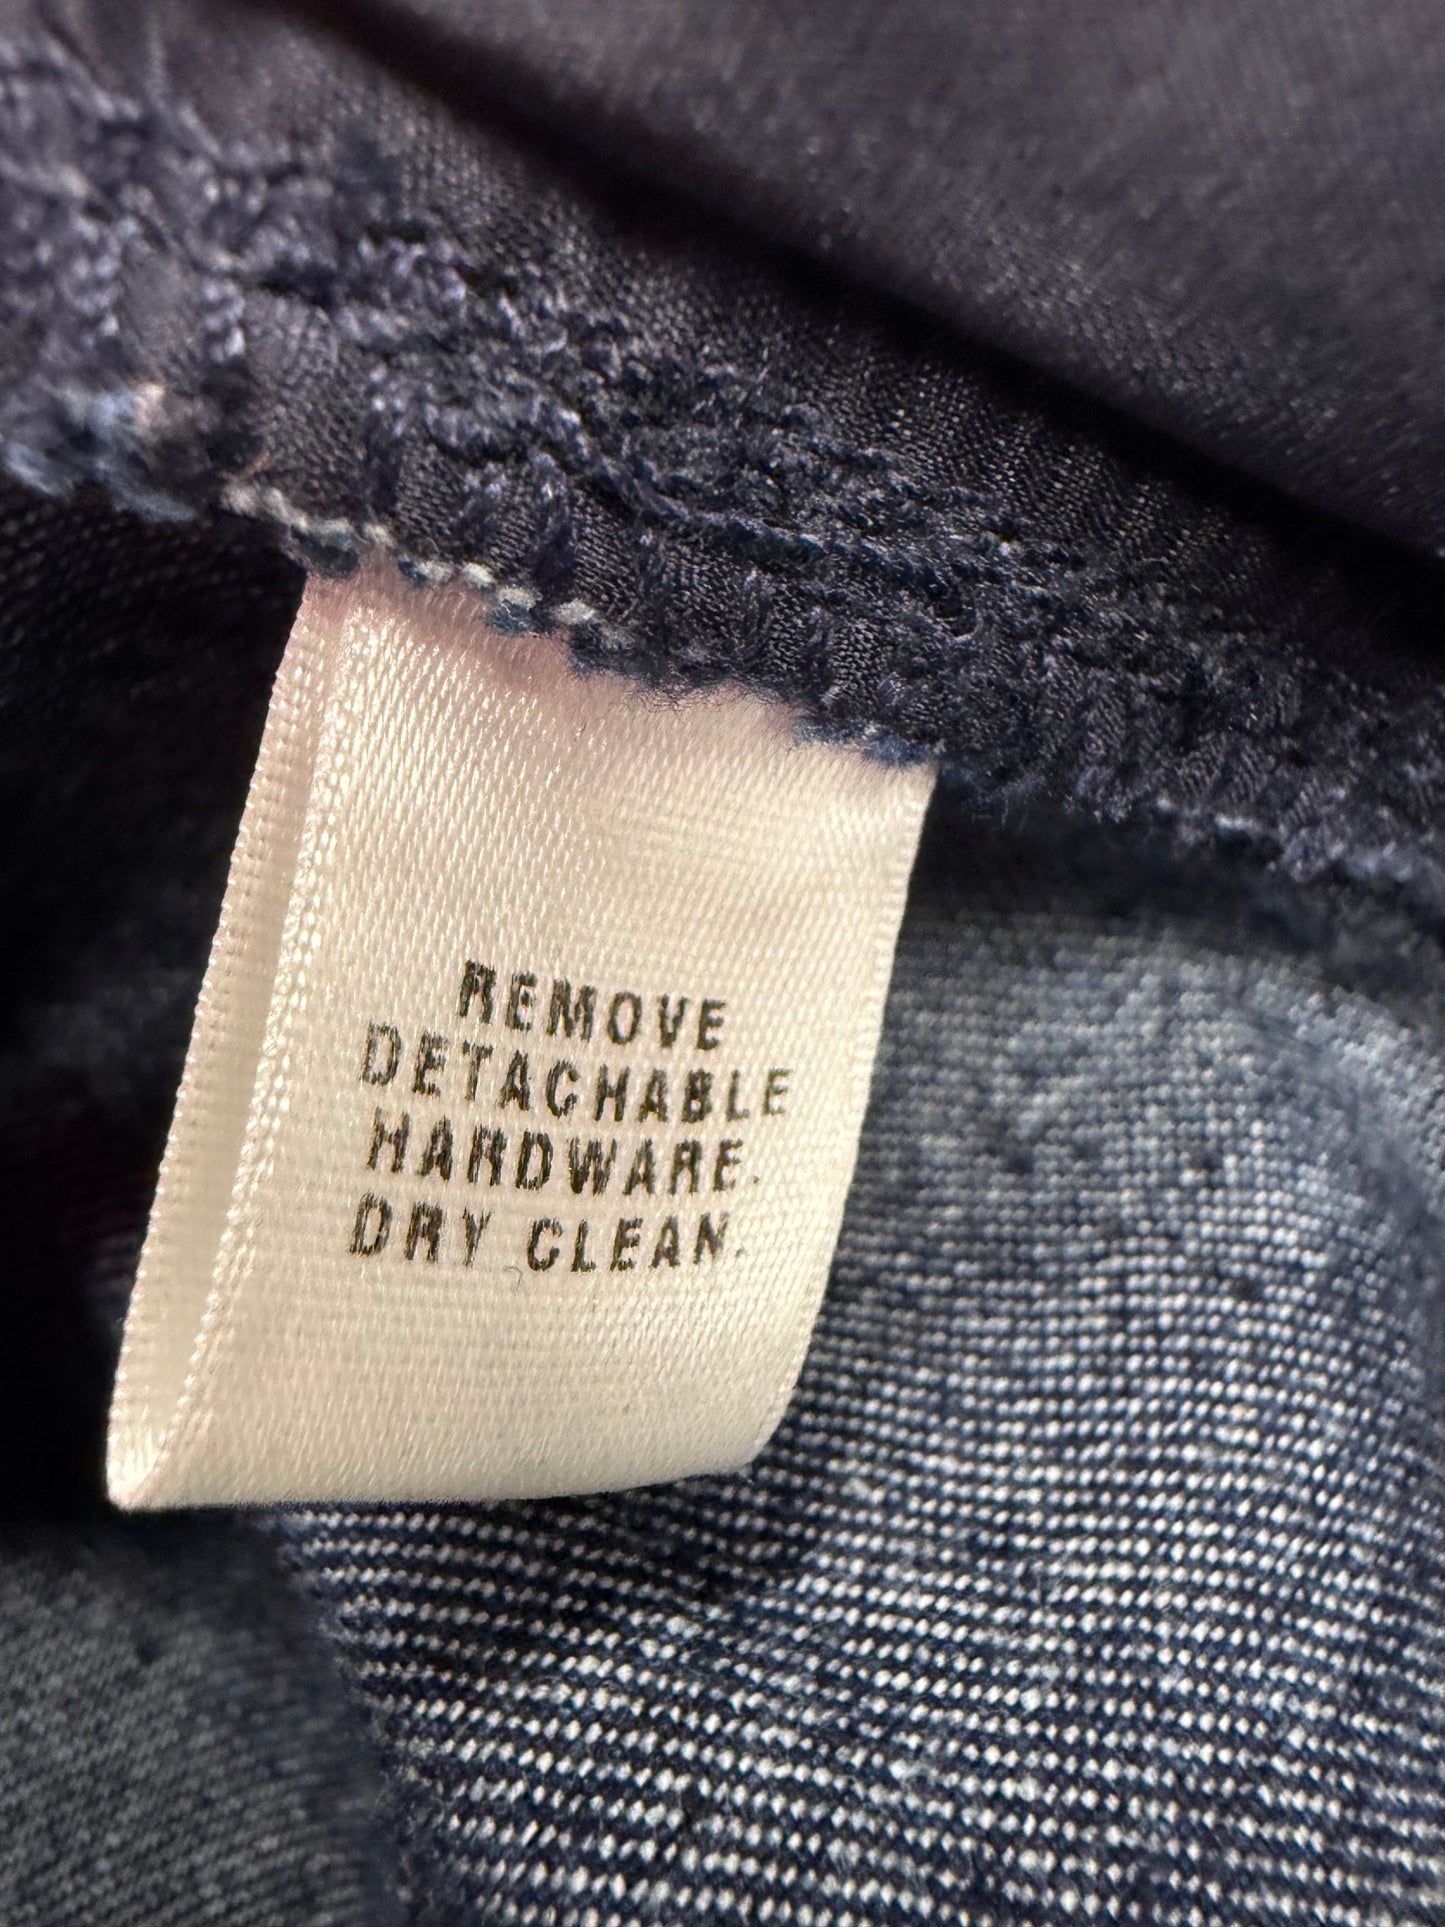 REMOVE
DETACHABLE
HARDWARE.
DRY CLEAN.